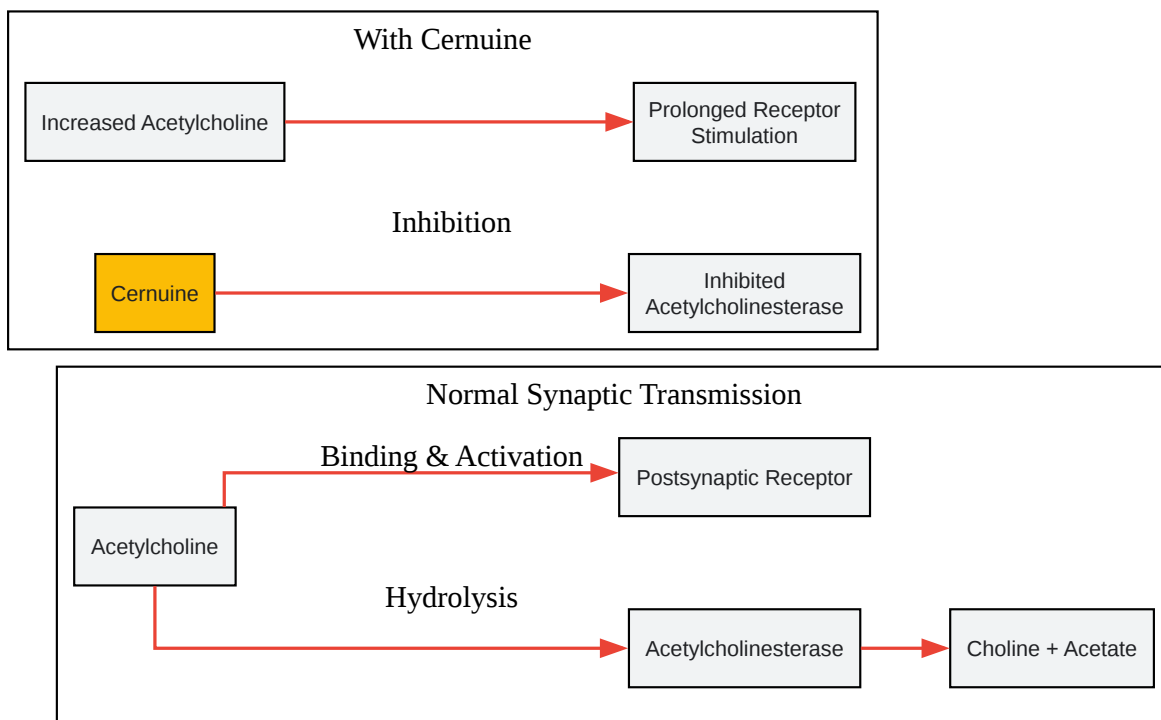 With Cernuine
Increased Acetylcholine
Prolonged Receptor
Stimulation
Inhibition
Cernuine
Inhibited
Acetylcholinesterase
Normal Synaptic Transmission
Binding & Activation
Postsynaptic Receptor
Acetylcholine
Hydrolysis
Acetylcholinesterase
Choline + Acetate